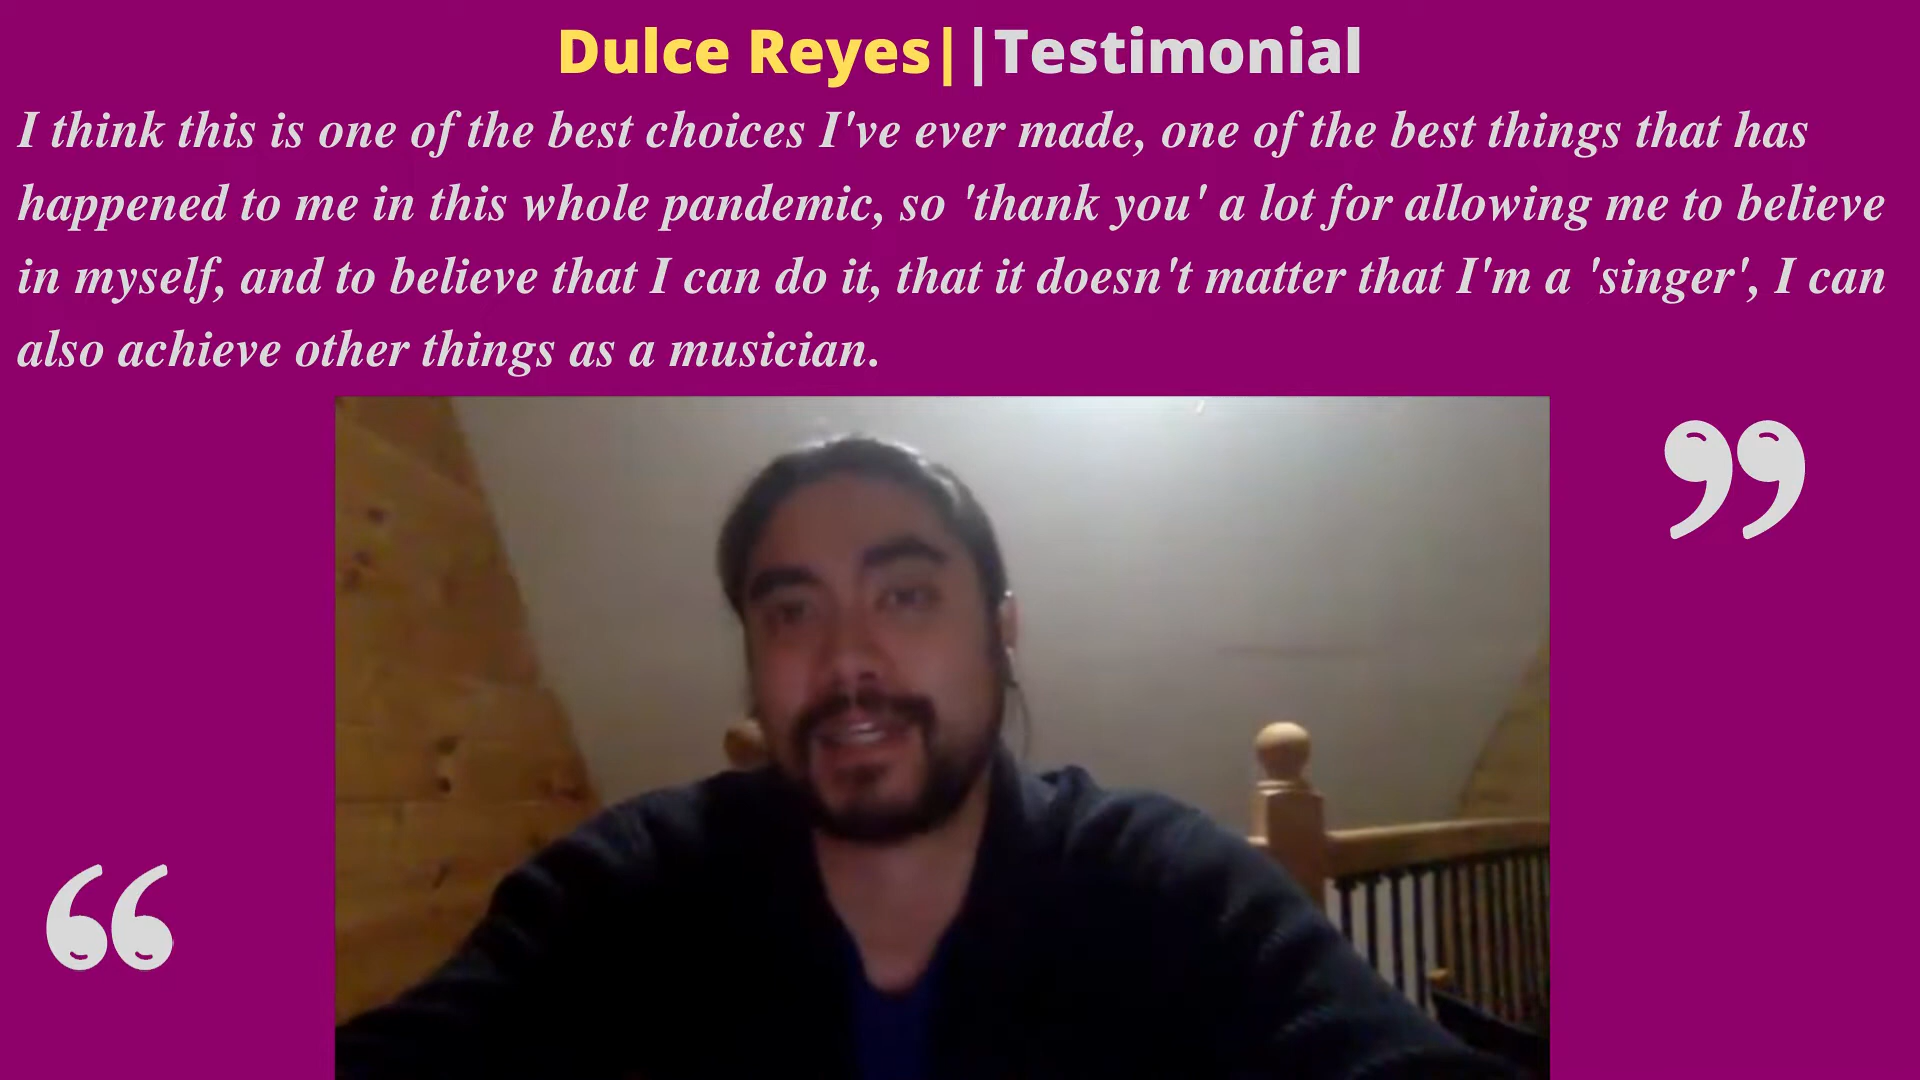 Dulce Reyes||Testimonial
I think this is one of the best choices I've ever made, one of the best things that has
happened to me in this whole pandemic, so 'thank you' a lot for allowing me to believe
in myself, and to believe that I can do it, that it doesn't matter that I'm a 'singer', I can
also achieve other things as a musician.
”
“